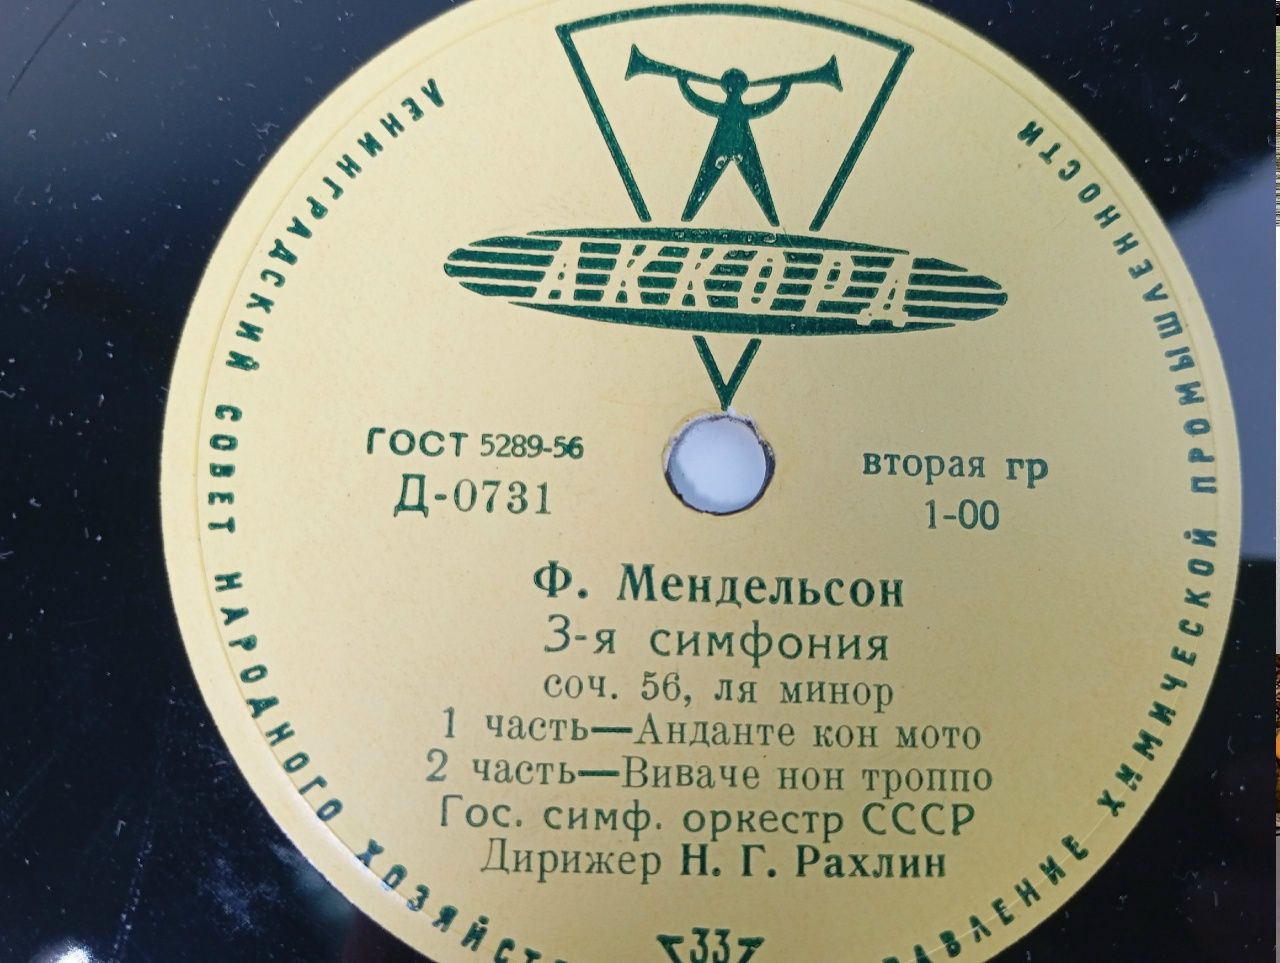 ЛЕНИНГРАДСКИЙ СОВЕТ НАРОДНОГО
ХИМИЧЕСКОЙ ПРОМЫШЛЕННОСТИ
АККОРД
ГОСТ 5289-56
Д-0731
вторая гр
1-00
Ф. Мендельсон
3-я симфония
соч. 56, ля минор
1 часть—Анданте кон мото
2 часть—Виваче нон троппо
Гос. симф. оркестр СССР
Дирижер Н. Г. Рахлин
33